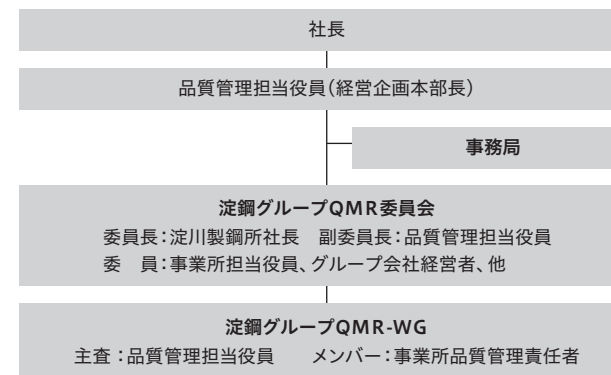 社長
品質管理担当役員(経営企画本部長)
事務局
淀鋼グループQMR委員会
委員長：淀川製鋼所社長　副委員長：品質管理担当役員
委　員：事業所担当役員、グループ会社経営者、他
淀鋼グループQMR-WG
主査：品質管理担当役員　　メンバー：事業所品質管理責任者